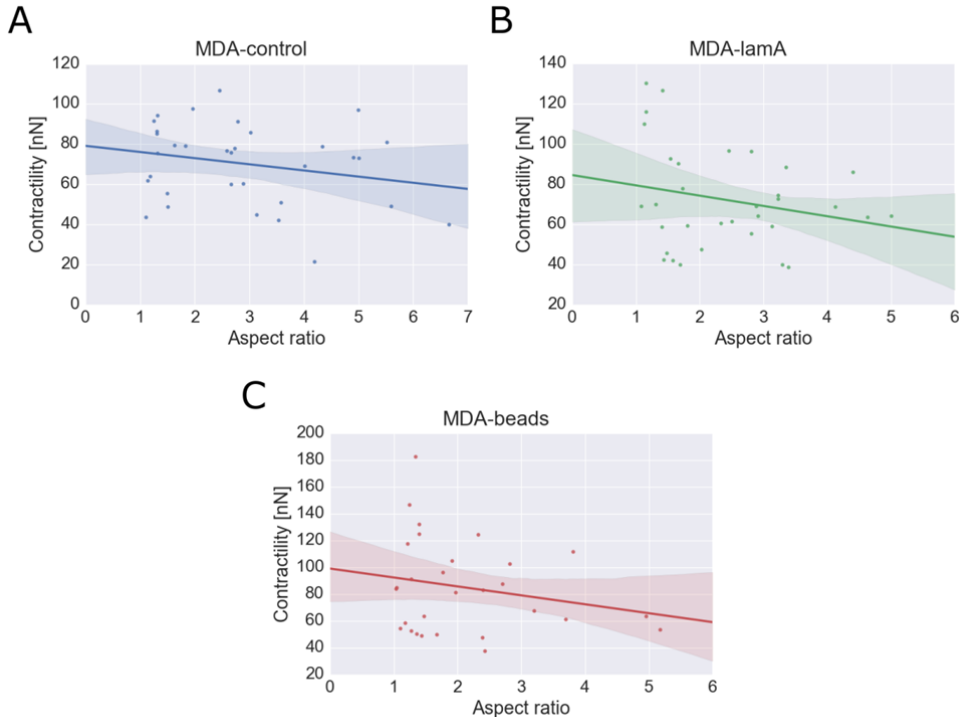 A
MDA-control
120
100
80
60
40
20
0
Contractility [nN]
0 1 2 3 4 5 6 7
Aspect ratio
B
MDA-lamA
140
120
100
80
60
40
20
Contractility [nN]
0 1 2 3 4 5 6
Aspect ratio
C
MDA-beads
200
180
160
140
120
100
80
60
40
20
Contractility [nN]
0 1 2 3 4 5 6
Aspect ratio